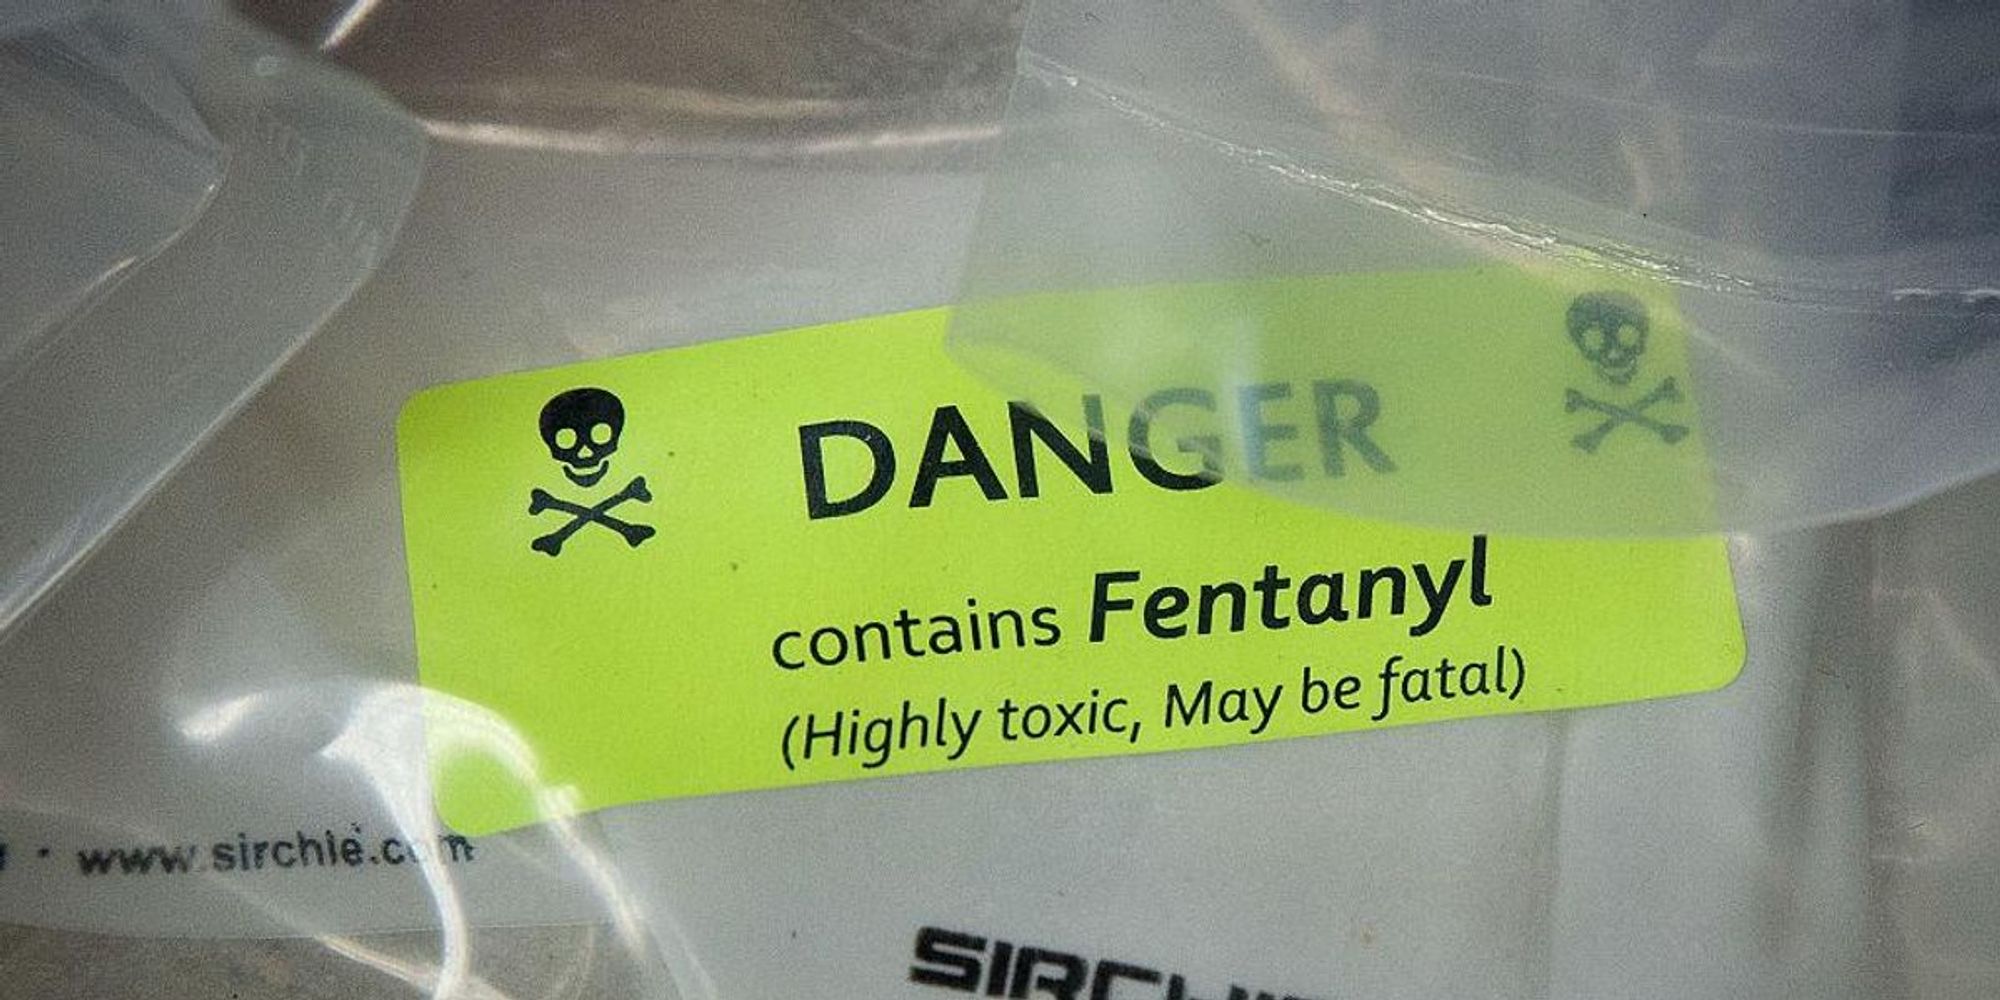 DANGER
contains Fentanyl
(Highly toxic, May be fatal)
www.sirchie.com